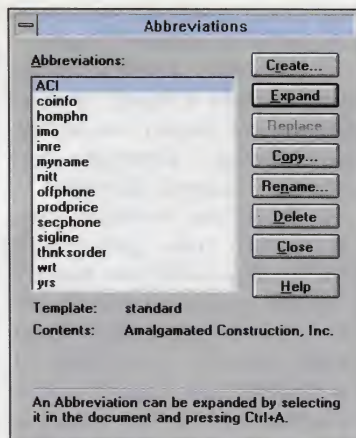 Abbreviations
Abbreviations:
ACI
coinfo
homphn
imo
inre
myname
nitt
offphone
prodprice
secphone
sigline
thnksorder
wrt
yrs
Create...
Expand
Replace
Copy...
Rename...
Delete
Close
Help
Template: standard
Contents: Amalgamated Construction, Inc.
An Abbreviation can be expanded by selecting
it in the document and pressing Ctrl+A.